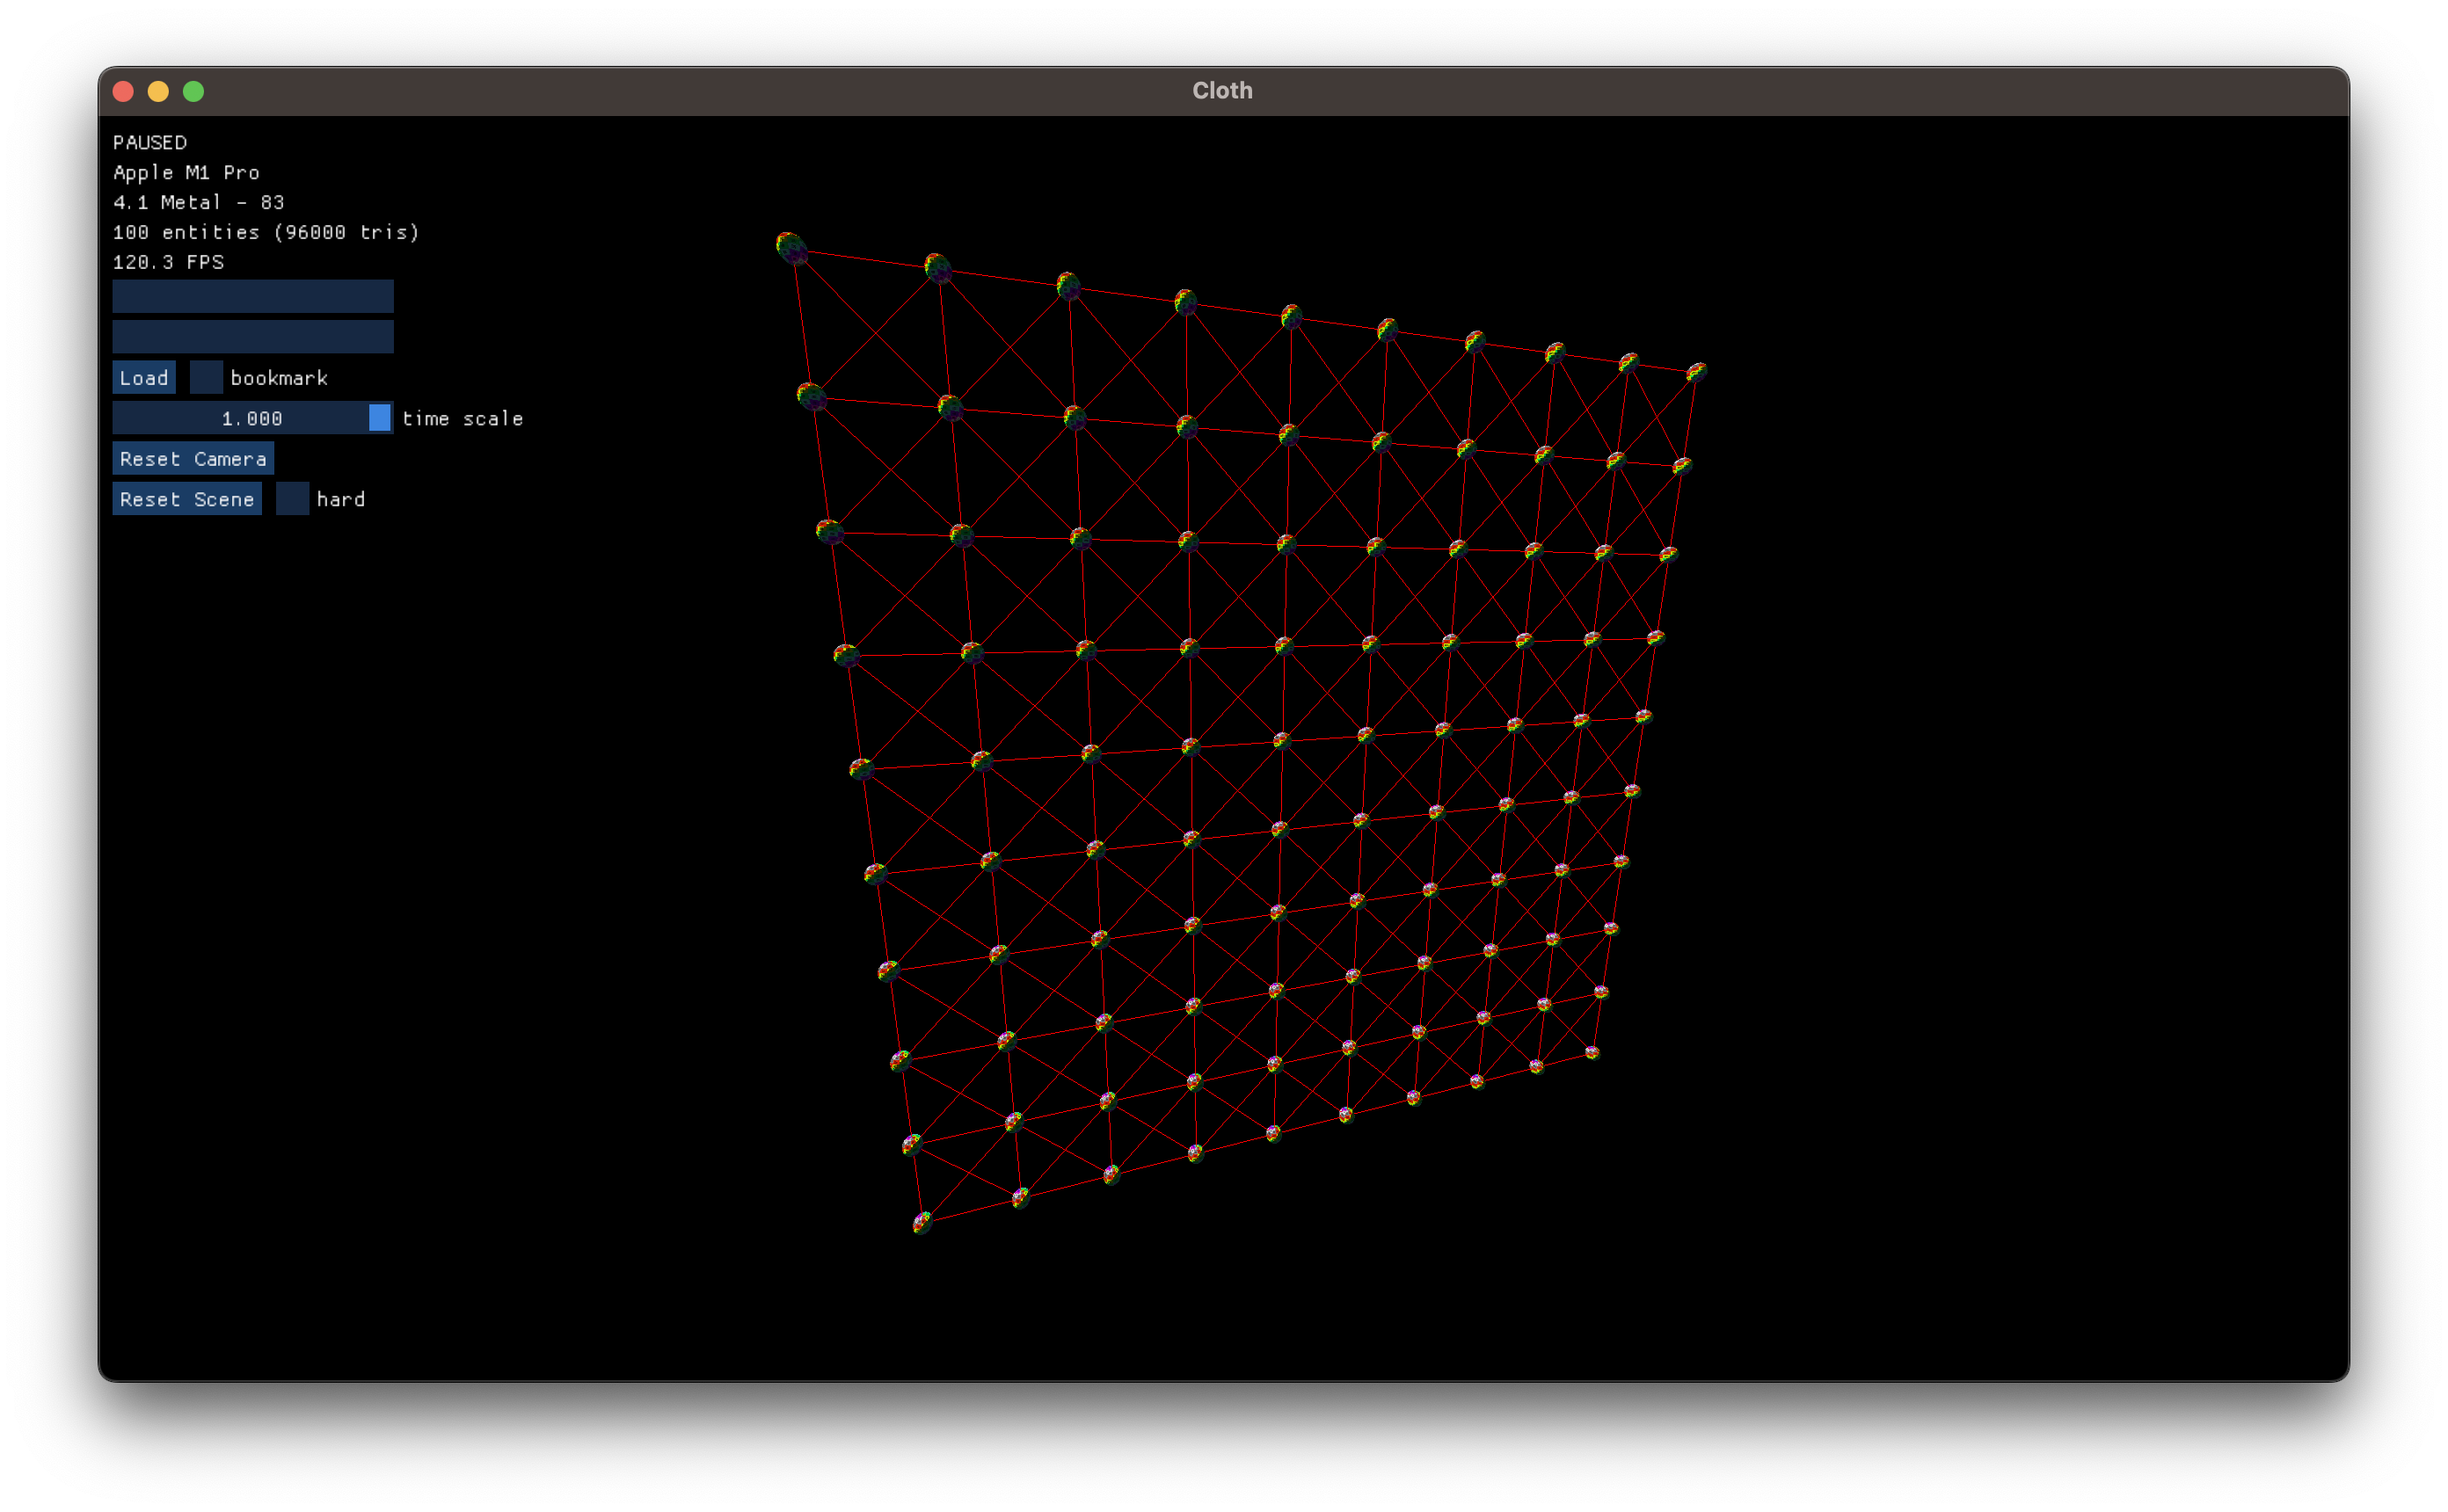 Cloth
PAUSED
Apple M1 Pro
4.1 Metal - 83
100 entities (96000 tris)
120.3 FPS
Load bookmark
1.000 time scale
Reset Camera
Reset Scene hard